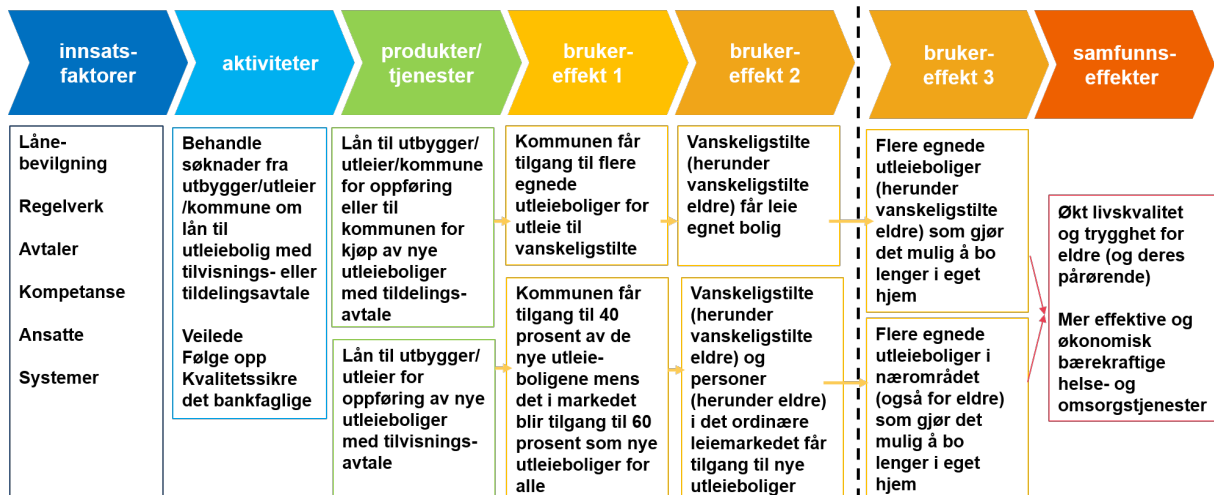 innsats-
faktorer
aktiviteter
produkter/
tjenester
bruker-
effekt 1
bruker-
effekt 2
bruker-
effekt 3
samfunns-
effekter
Låne-
bevilgning
Regelverk
Avtaler
Kompetanse
Ansatte
Systemer
Behandle
søknader fra
utbygger/utleier
/kommune om
lån til
utleiebolig med
tilvisnings- eller
tildelingsavtale
Veilede
Følge opp
Kvalitetssikre
det bankfaglige
Lån til utbygger/
utleier/kommune
for oppføring
eller til
kommunen for
kjøp av nye
utleieboliger
med tildelings-
avtale
Lån til utbygger/
utleier for
oppføring av nye
utleieboliger
med tilvisnings-
avtale
Kommunen får
tilgang til flere
egnede
utleieboliger for
utleie til
vanskeligstilte
Kommunen får
tilgang til 40
prosent av de
nye utleie-
boligene mens
det i markedet
blir tilgang til 60
prosent som nye
utleieboliger for
alle
Vanskeligstilte
(herunder
vanskeligstilte
eldre) får leie
egnet bolig
Vanskeligstilte
(herunder
vanskeligstilte
eldre) og
personer
(herunder eldre)
i det ordinære
leiemarkedet får
tilgang til nye
utleieboliger
Flere egnede
utleieboliger
(herunder
vanskeligstilte
eldre) som gjør
det mulig å bo
lenger i eget
hjem
Flere egnede
utleieboliger i
nærområdet
(også for eldre)
som gjør det
mulig å bo
lenger i eget
hjem
Økt livskvalitet
og trygghet for
eldre (og deres
pårørende)
Mer effektive og
økonomisk
bærekraftige
helse- og
omsorgstjenester